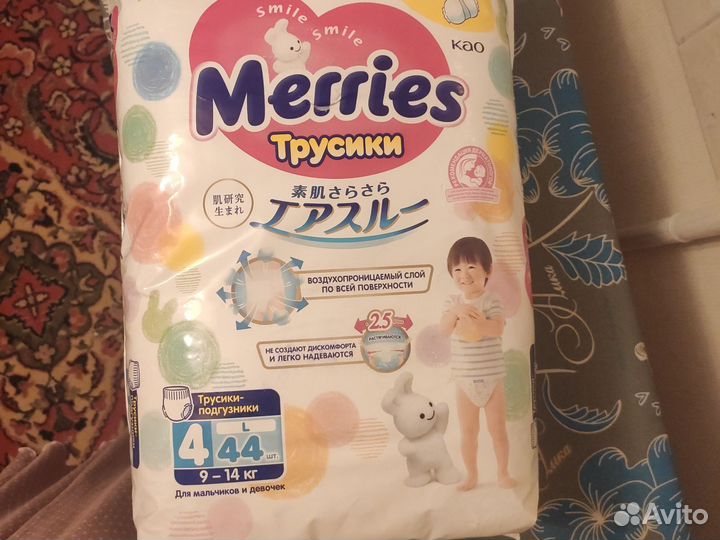 Smile Smile
Kao
Merries
Трусики
素肌さらさら
エアスルー
肌研究
生まれ
ВОЗДУХОПРОНИЦАЕМЫЙ СЛОЙ
ПО ВСЕЙ ПОВЕРХНОСТИ
2.5
РАСТЯГИВАЮТСЯ
НЕ СОЗДАЮТ ДИСКОМФОРТА
И ЛЕГКО НАДЕВАЮТСЯ
Трусики-
подгузники
4
L
44
шт.
9 – 14 кг
Для мальчиков и девочек
Алика
Avito